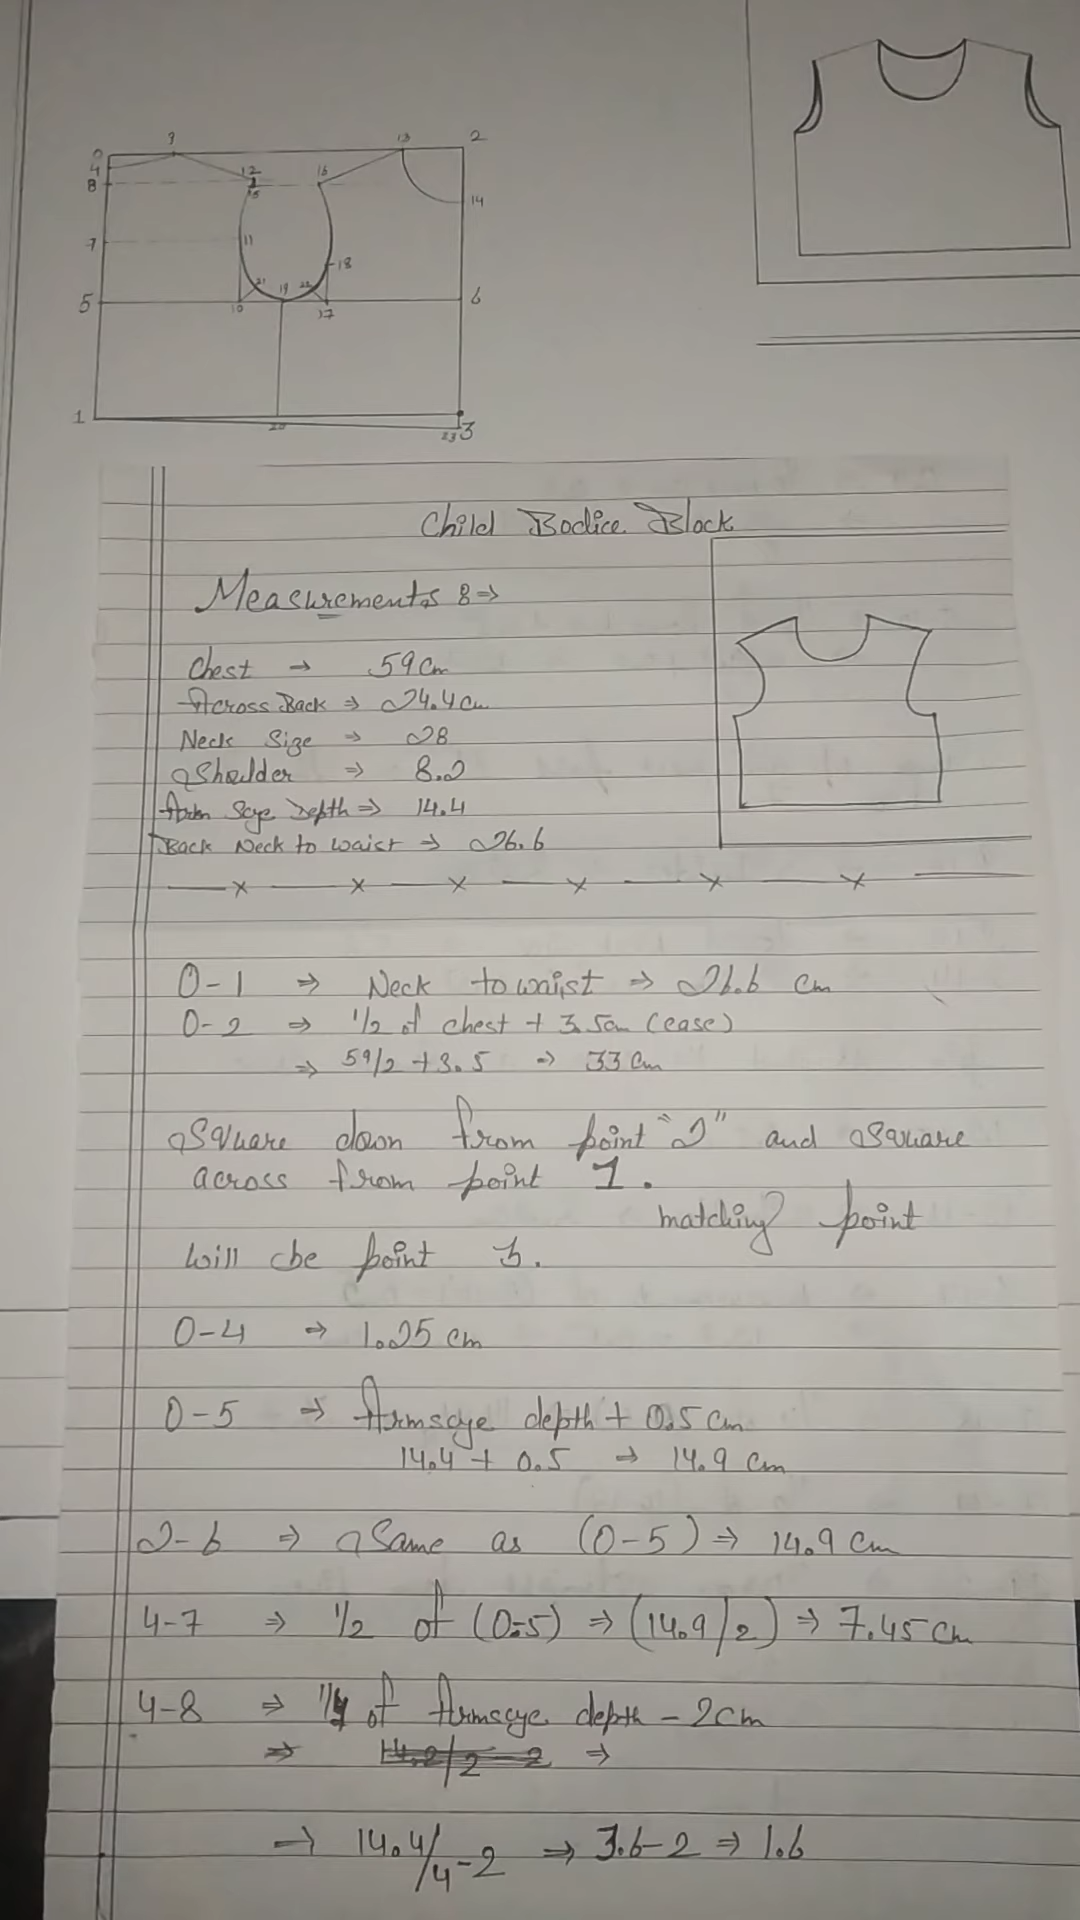 9
13
2
0
4
8
12
15
16
14
7
11
18
5
21
19
22
6
10
17
1
20
23
3
Child Bodice Block
Measurements 8⇒
Chest → 59 Cm
Across Back ⇒ 24.4 cm
Neck Size ⇒ 28
Shoulder ⇒ 8.2
Arm Scye Depth ⇒ 14.4
Back Neck to waist → 26.6
0-1 ⇒ Neck to waist ⇒ 26.6 cm
0-2 ⇒ 1/2 of chest + 3.5cm (ease)
⇒ 59/2 + 3.5 ⇒ 33 Cm
Square down from point "2" and square
across from point 1.
matching point
will be point 3.
0-4 ⇒ 1.25 cm
0-5 ⇒ Armscye depth + 0.5 cm
14.4 + 0.5 → 14.9 cm
2-6 ⇒ Same as (0-5) ⇒ 14.9 cm
4-7 ⇒ 1/2 of (0-5) ⇒ (14.9/2) ⇒ 7.45 cm
4-8 ⇒ 1/4 of Armscye depth - 2cm
⇒ 14.2/2 - 2 ⇒
→ 14.4/4-2 ⇒ 3.6-2 ⇒ 1.6